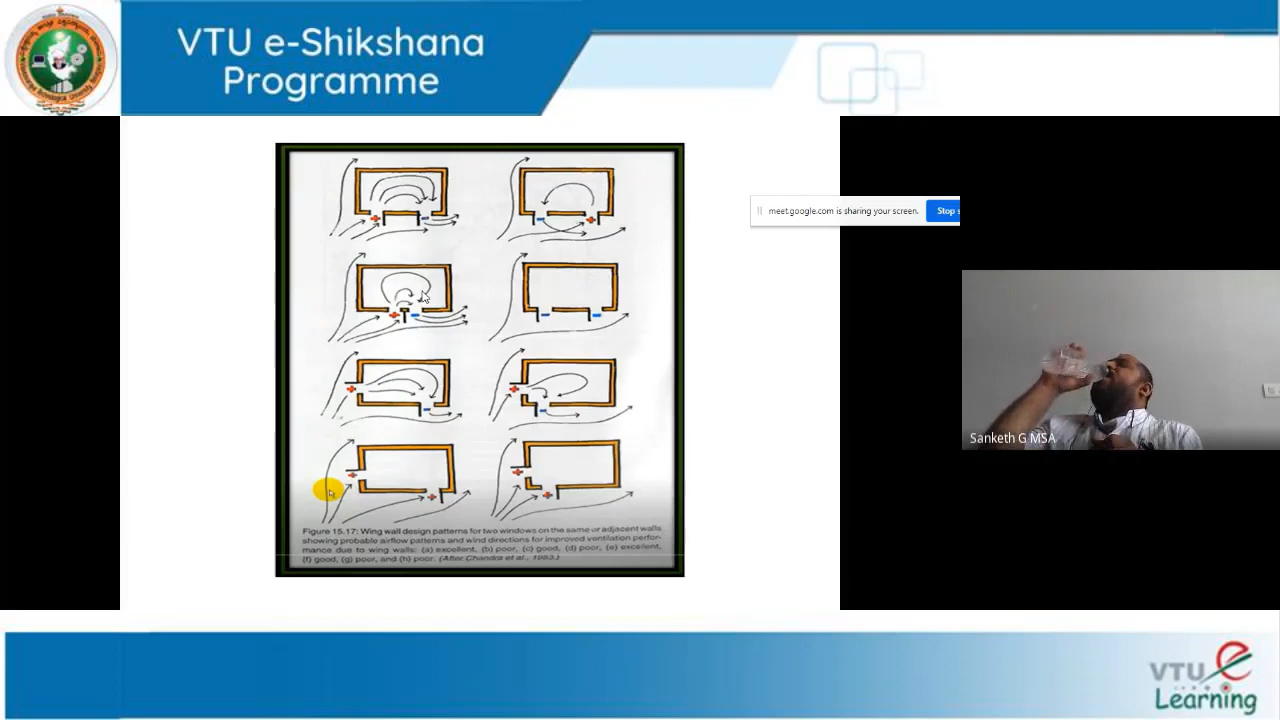 VTU e-Shikshana
Programme
meet.google.com is sharing your screen.
Stop s
Sanketh G MSA
Figure 15.17: Wing wall design patterns for two windows on the same or adjacent walls
showing probable airflow patterns and wind directions for improved ventilation perfor-
mance due to wing walls: (a) excellent, (b) poor, (c) good, (d) poor, (e) excellent,
(f) good, (g) poor, and (h) poor. (After Chandra et al., 1983.)
VTU
Learning